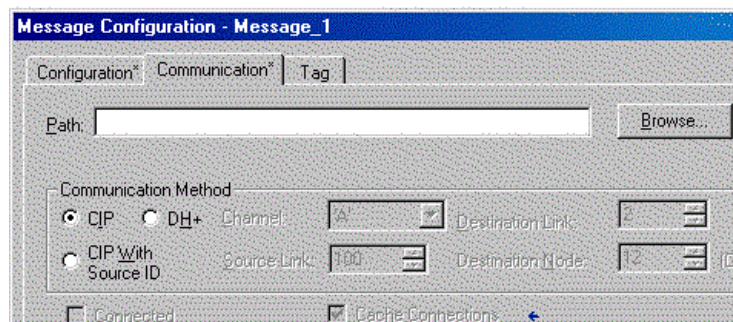 Message Configuration - Message_1
Configuration* Communication* Tag
Path: Browse...
Communication Method
CIP DH+ Channel: 'A' Destination Link: 2
CIP With
Source ID Source Link: 100 Destination Node: 12
Connected Cache Connections